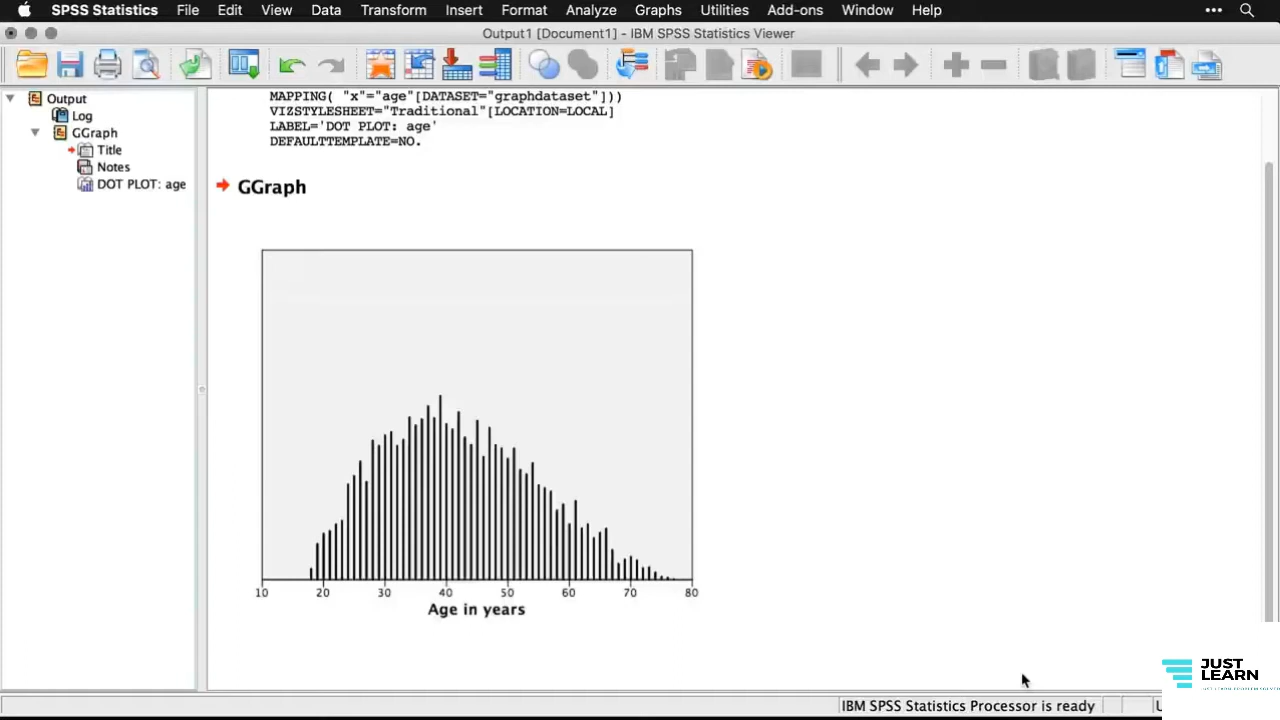 SPSS Statistics File Edit View Data Transform Insert Format Analyze Graphs Utilities Add-ons Window Help
Output1 [Document1] - IBM SPSS Statistics Viewer
Output
Log
GGraph
Title
Notes
DOT PLOT: age
MAPPING( "x"="age"[DATASET="graphdataset"]))
VIZSTYLESHEET="Traditional"[LOCATION=LOCAL]
LABEL='DOT PLOT: age'
DEFAULTTEMPLATE=NO.
GGraph
10 20 30 40 50 60 70 80
Age in years
JUST
LEARN
IBM SPSS Statistics Processor is ready